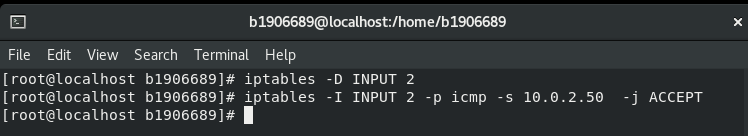 b1906689@localhost:/home/b1906689
File Edit View Search Terminal Help
[root@localhost b1906689]# iptables -D INPUT 2
[root@localhost b1906689]# iptables -I INPUT 2 -p icmp -s 10.0.2.50  -j ACCEPT
[root@localhost b1906689]#